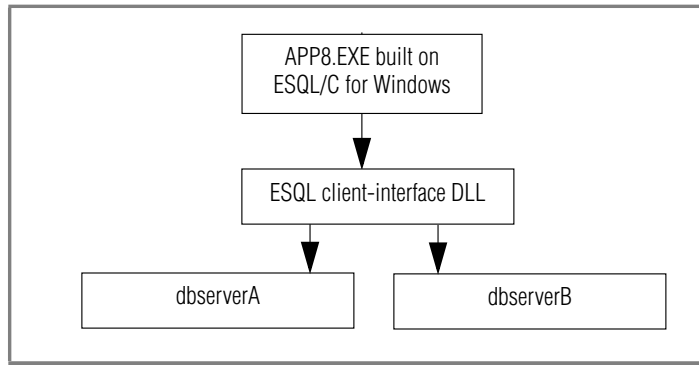 APP8.EXE built on
ESQL/C for Windows
ESQL client-interface DLL
dbserverA
dbserverB